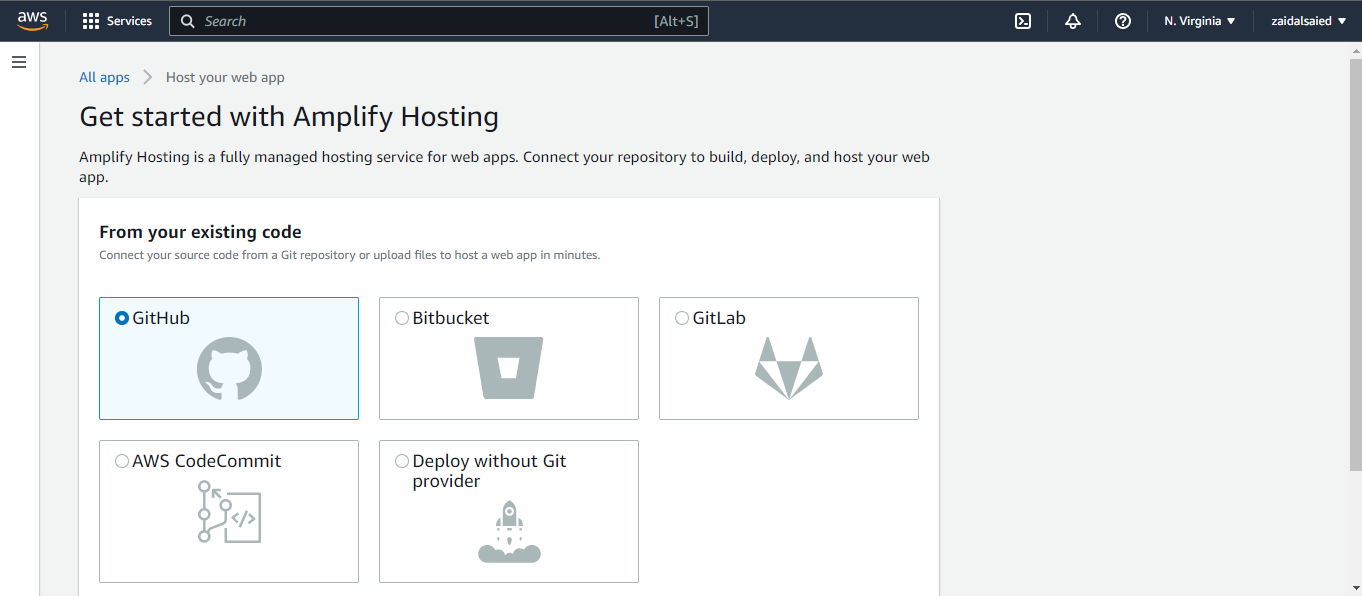 aws
Services
Search
[Alt+S]
N. Virginia
zaidalsaied
All apps
Host your web app
Get started with Amplify Hosting
Amplify Hosting is a fully managed hosting service for web apps. Connect your repository to build, deploy, and host your web
app.
From your existing code
Connect your source code from a Git repository or upload files to host a web app in minutes.
GitHub
Bitbucket
GitLab
AWS CodeCommit
Deploy without Git
provider